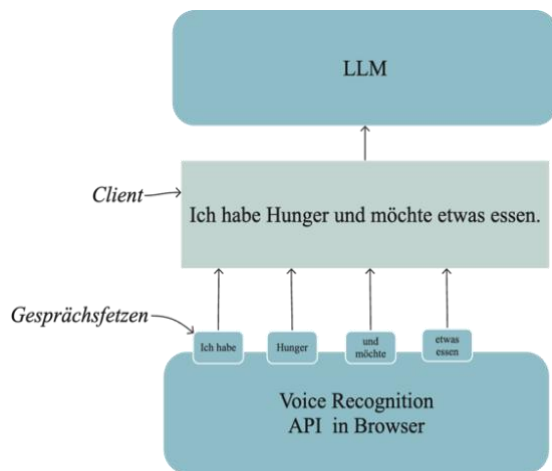 LLM
Client
Ich habe Hunger und möchte etwas essen.
Gesprächsfetzen
Ich habe
Hunger
und
möchte
etwas
essen
Voice Recognition
API in Browser